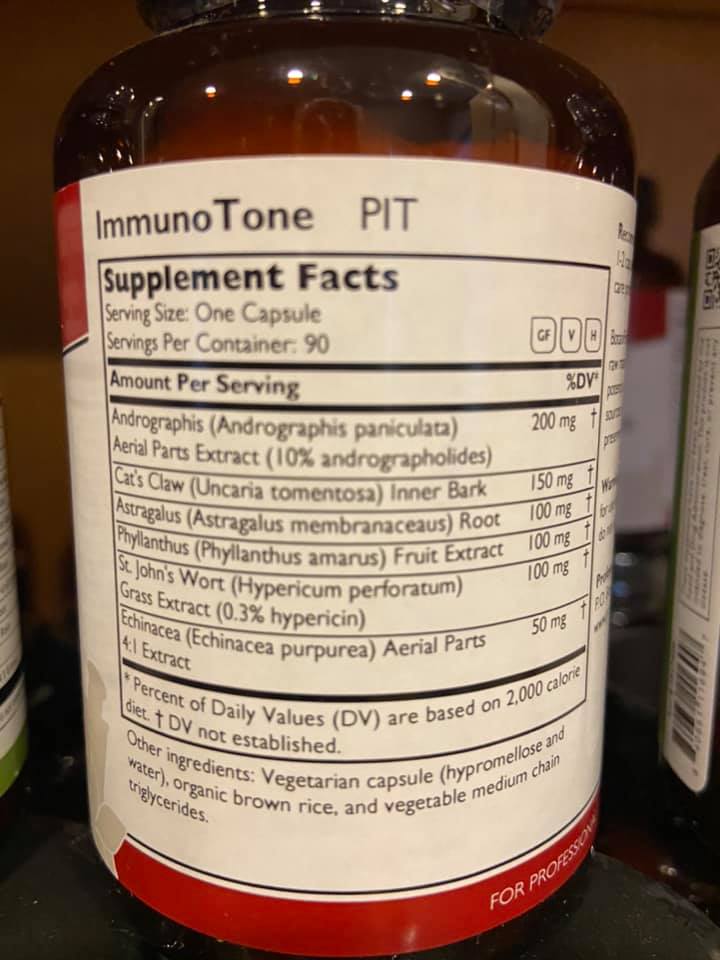 ImmunoTone PIT
Supplement Facts
Serving Size: One Capsule
Servings Per Container: 90
GF V H
Amount Per Serving %DV*
Andrographis (Andrographis paniculata) 200 mg †
Aerial Parts Extract (10% andrographolides)
Cat's Claw (Uncaria tomentosa) Inner Bark 150 mg †
Astragalus (Astragalus membranaceus) Root 100 mg †
Phyllanthus (Phyllanthus amarus) Fruit Extract 100 mg †
St. John's Wort (Hypericum perforatum) 100 mg †
Grass Extract (0.3% hypericin)
Echinacea (Echinacea purpurea) Aerial Parts 50 mg †
4:1 Extract
* Percent of Daily Values (DV) are based on 2,000 calorie
diet. † DV not established.
Other ingredients: Vegetarian capsule (hypromellose and
water), organic brown rice, and vegetable medium chain
triglycerides.
FOR PROFESSIONAL